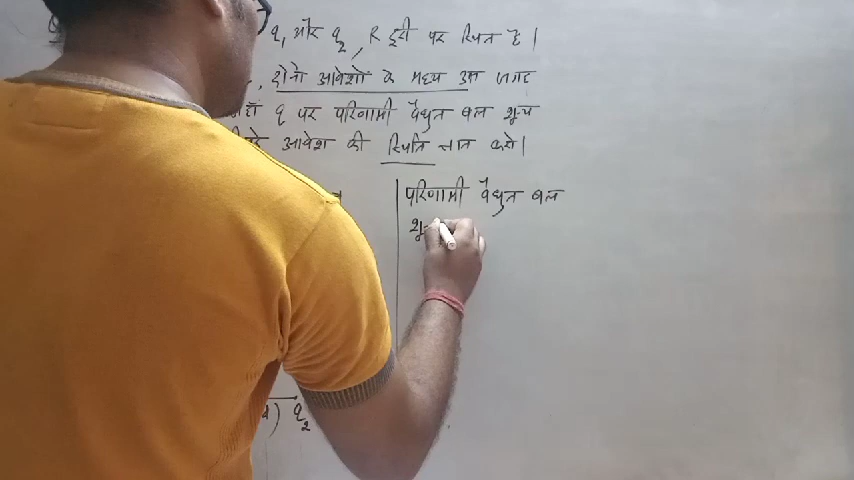 q₁ और q₂, R दूरी पर स्थित है।
, दोनो आवेशों के मध्य उस जगह
q पर परिणामी वैद्युत बल शून्य
आवेश की स्थिति ज्ञात करो।
परिणामी वैद्युत बल
शून
) q₂